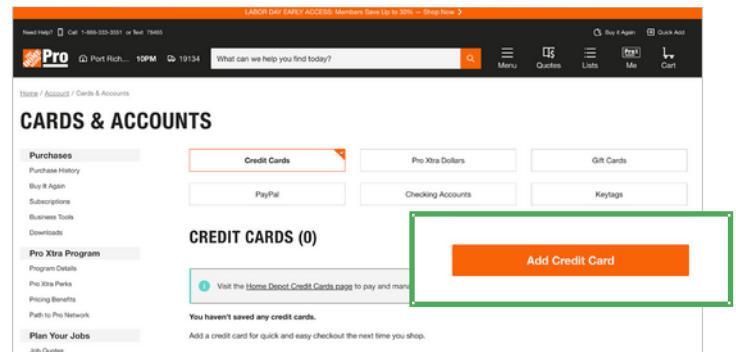 LABOR DAY EARLY ACCESS: Members Save Up to 30% — Shop Now
Need Help? Call 1-866-333-3551 or Text 78465
Buy It Again Quick Add
Pro Port Rich... 10PM 19134 What can we help you find today? Menu Quotes Lists Me Cart
Home / Account / Cards & Accounts
CARDS & ACCOUNTS
Purchases
Purchase History
Buy It Again
Subscriptions
Business Tools
Downloads
Pro Xtra Program
Program Details
Pro Xtra Perks
Pricing Benefits
Path to Pro Network
Plan Your Jobs
Job Quotes
Credit Cards Pro Xtra Dollars Gift Cards
PayPal Checking Accounts Keytags
CREDIT CARDS (0)
Add Credit Card
Visit the Home Depot Credit Cards page to pay and mana
You haven't saved any credit cards.
Add a credit card for quick and easy checkout the next time you shop.